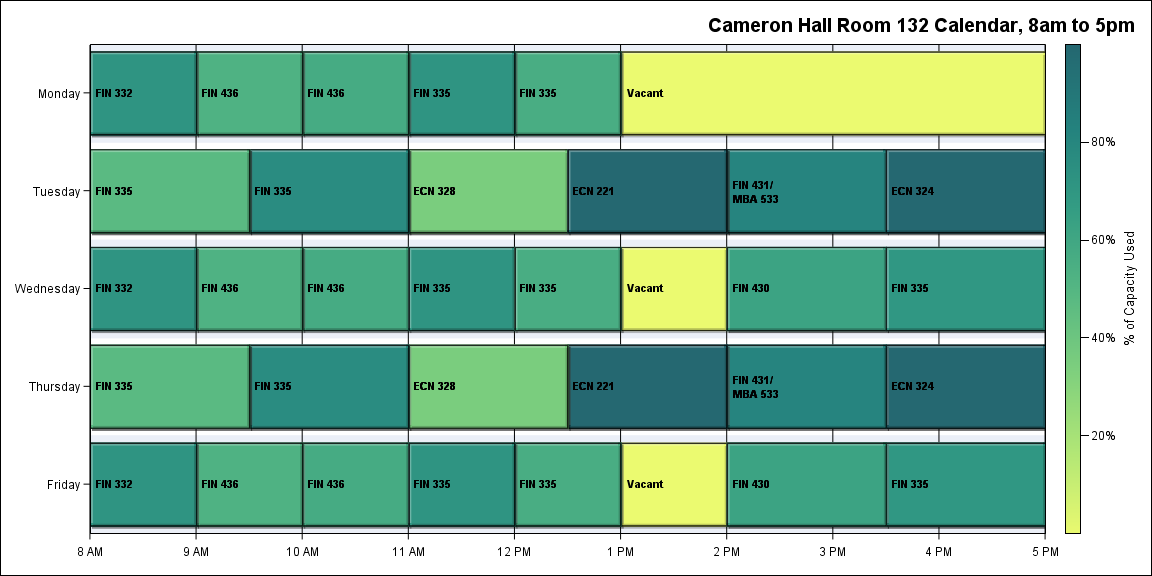 Cameron Hall Room 132 Calendar, 8am to 5pm
Monday
FIN 332
FIN 436
FIN 436
FIN 335
FIN 335
Vacant
Tuesday
FIN 335
FIN 335
ECN 328
ECN 221
FIN 431/
MBA 533
ECN 324
Wednesday
FIN 332
FIN 436
FIN 436
FIN 335
FIN 335
Vacant
FIN 430
FIN 335
Thursday
FIN 335
FIN 335
ECN 328
ECN 221
FIN 431/
MBA 533
ECN 324
Friday
FIN 332
FIN 436
FIN 436
FIN 335
FIN 335
Vacant
FIN 430
FIN 335
8 AM
9 AM
10 AM
11 AM
12 PM
1 PM
2 PM
3 PM
4 PM
5 PM
80%
60%
40%
20%
% of Capacity Used